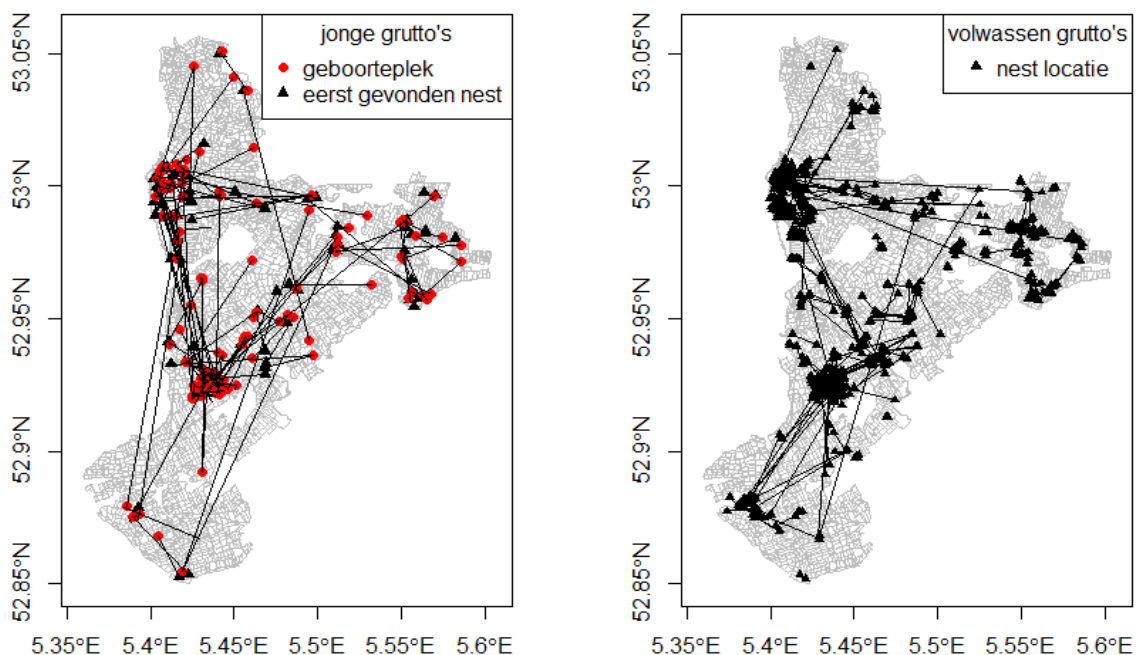 jonge grutto's
geboorteplek
eerst gevonden nest
53.05°N
53°N
52.95°N
52.9°N
52.85°N
5.35°E 5.4°E 5.45°E 5.5°E 5.55°E 5.6°E
volwassen grutto's
nest locatie
53.05°N
53°N
52.95°N
52.9°N
52.85°N
5.35°E 5.4°E 5.45°E 5.5°E 5.55°E 5.6°E